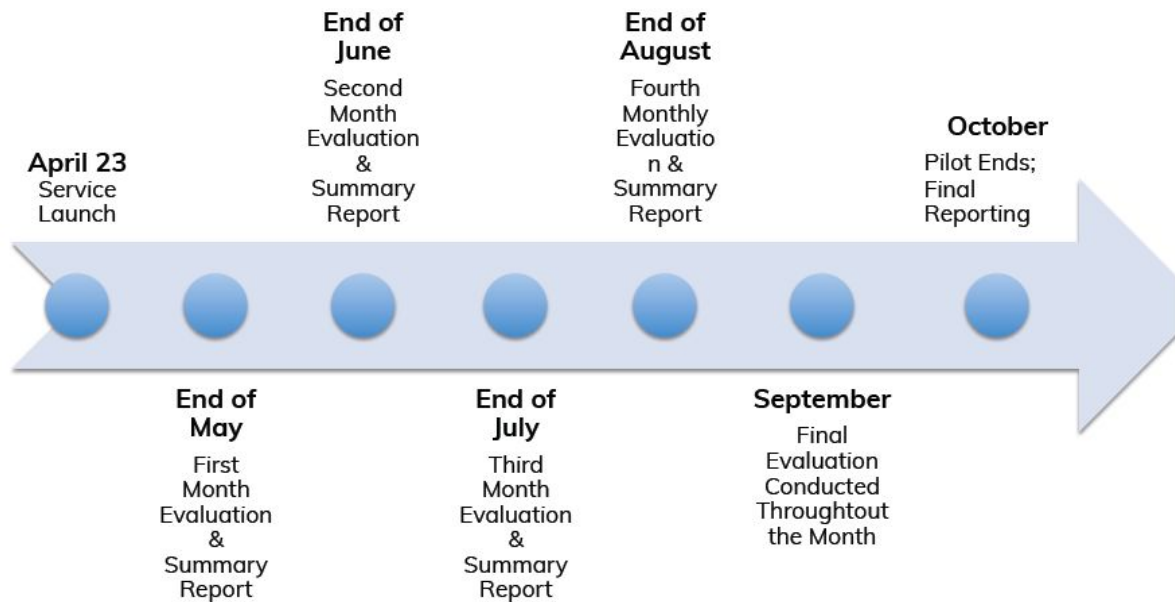 April 23
Service
Launch
End of
May
First
Month
Evaluation
&
Summary
Report
End of
June
Second
Month
Evaluation
&
Summary
Report
End of
July
Third
Month
Evaluation
&
Summary
Report
End of
August
Fourth
Monthly
Evaluatio
n &
Summary
Report
September
Final
Evaluation
Conducted
Throughtout
the Month
October
Pilot Ends;
Final
Reporting